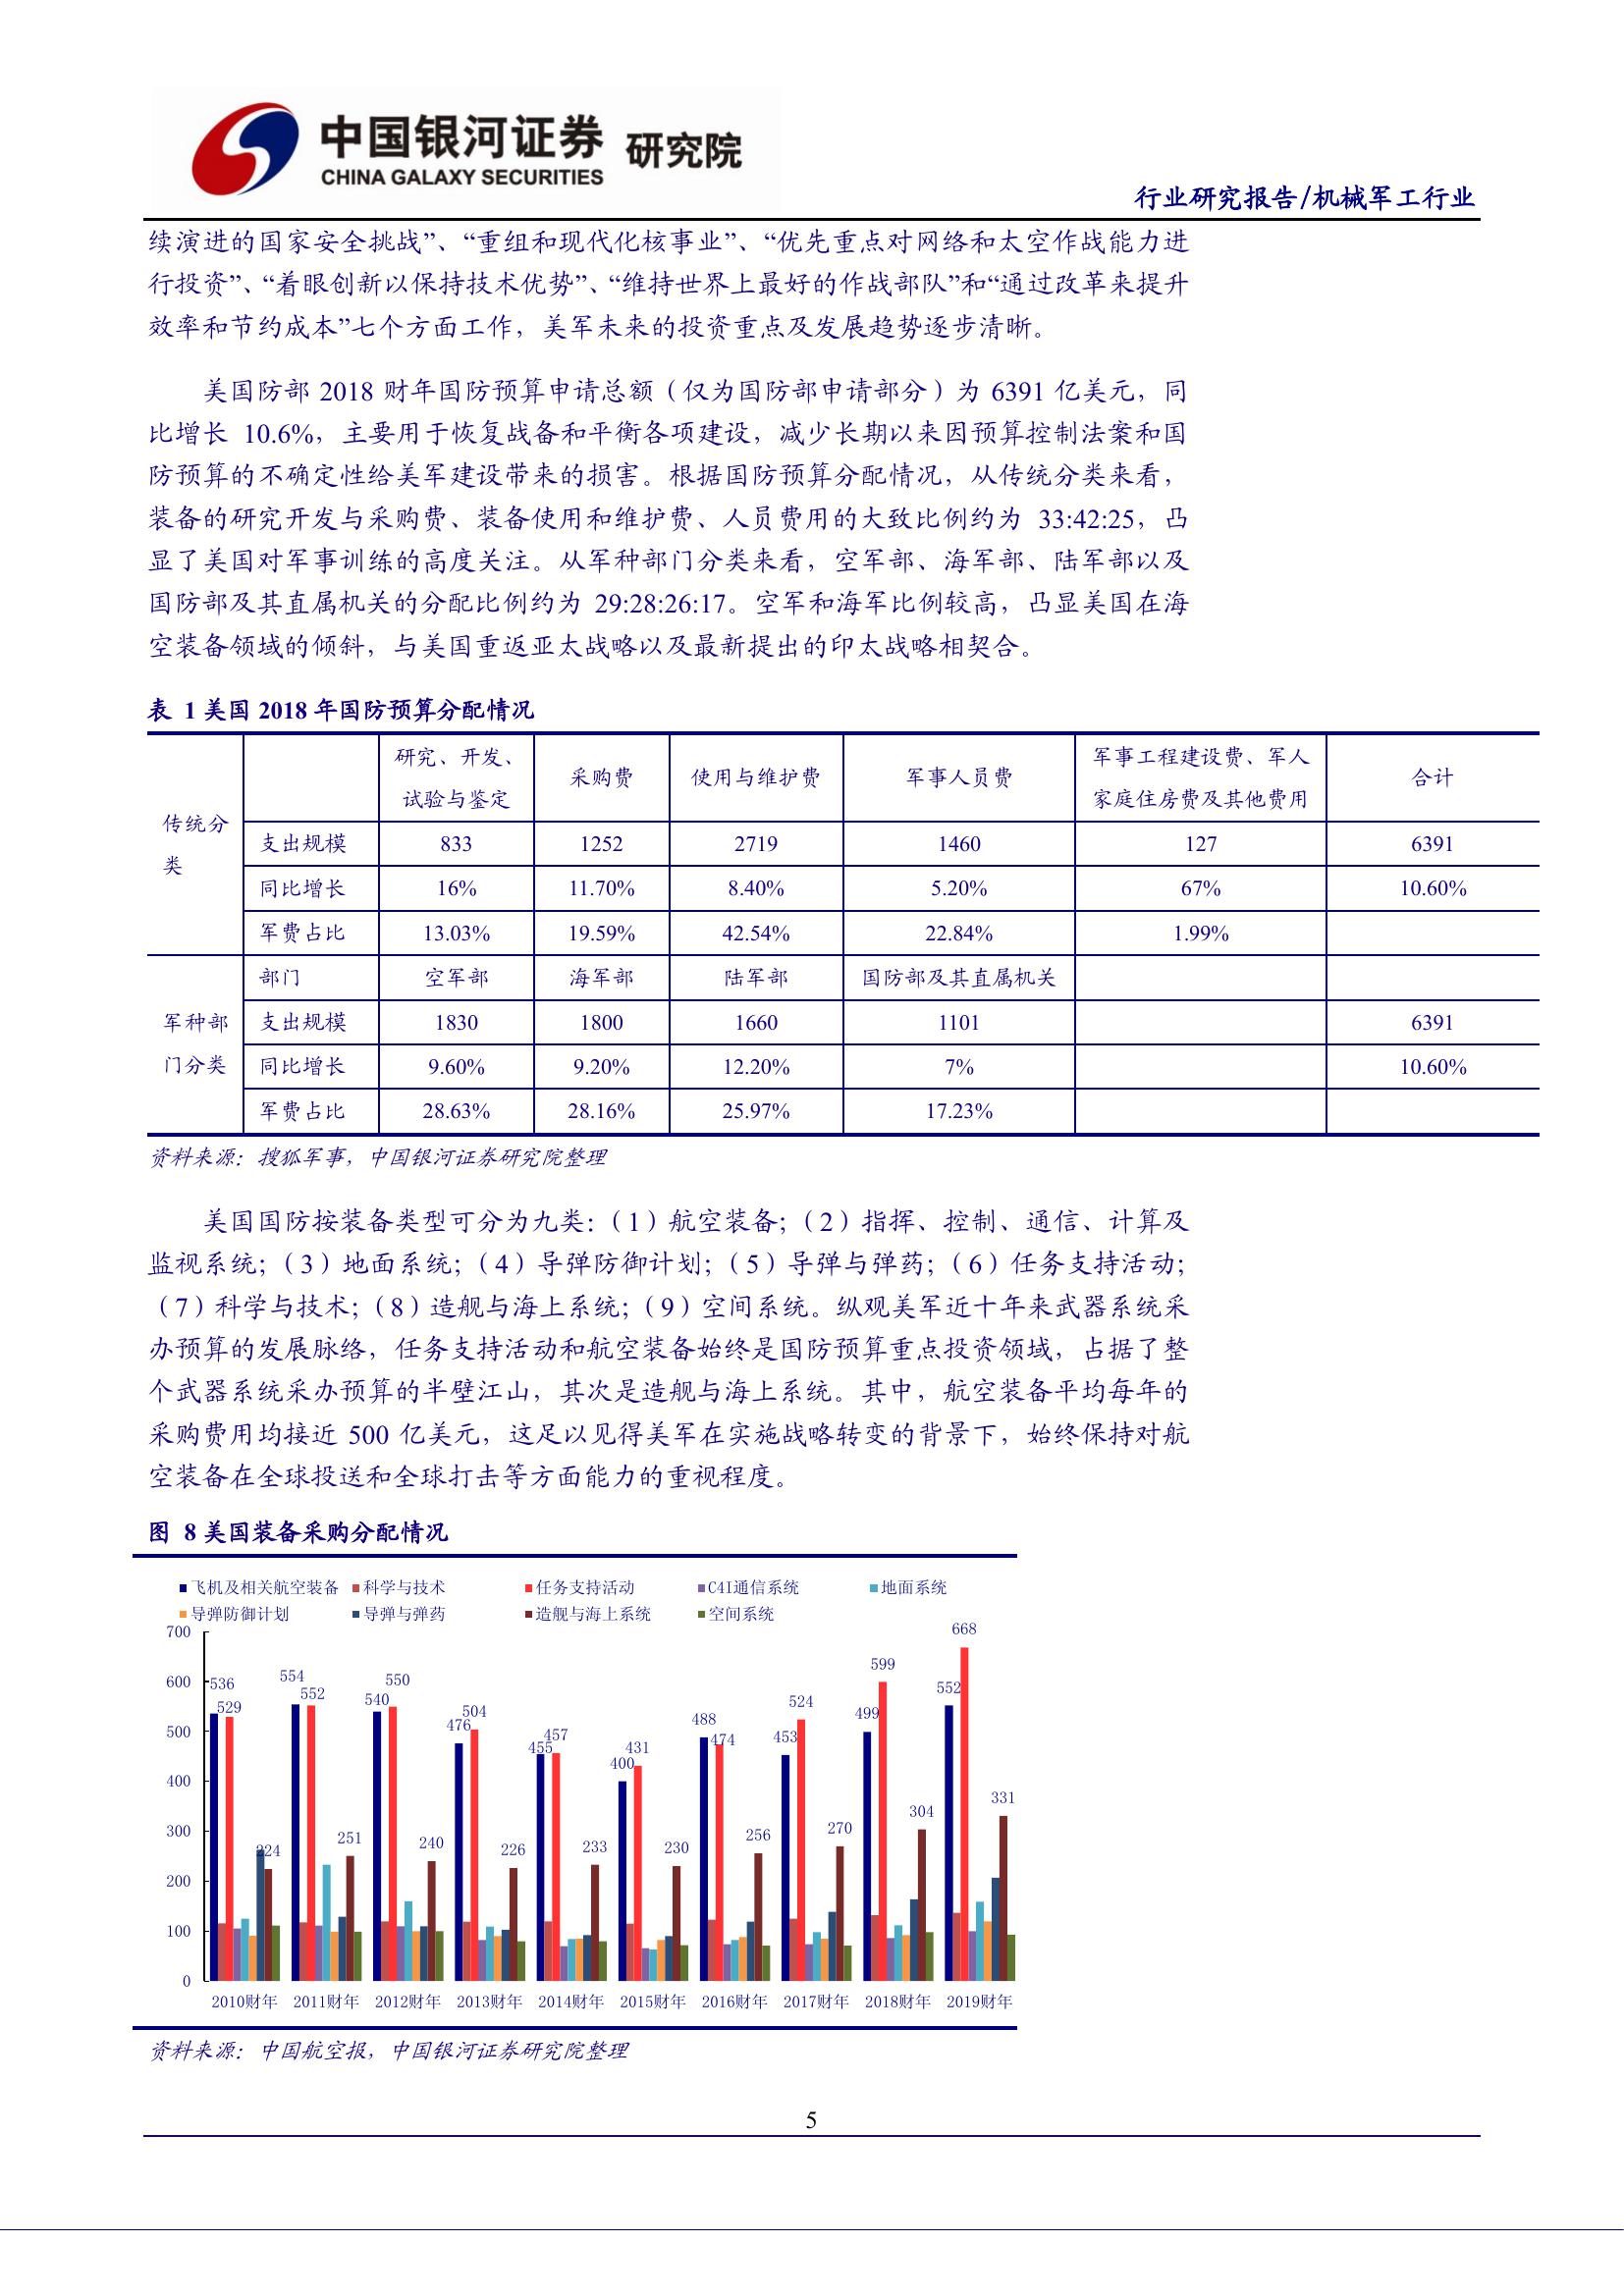 中国银河证券 研究院
CHINA GALAXY SECURITIES
行业研究报告/机械军工行业
续演进的国家安全挑战”、“重组和现代化核事业”、“优先重点对网络和太空作战能力进
行投资”、“着眼创新以保持技术优势”、“维持世界上最好的作战部队”和“通过改革来提升
效率和节约成本”七个方面工作，美军未来的投资重点及发展趋势逐步清晰。
美国防部 2018 财年国防预算申请总额（仅为国防部申请部分）为 6391 亿美元，同
比增长 10.6%，主要用于恢复战备和平衡各项建设，减少长期以来因预算控制法案和国
防预算的不确定性给美军建设带来的损害。根据国防预算分配情况，从传统分类来看，
装备的研究开发与采购费、装备使用和维护费、人员费用的大致比例约为 33:42:25，凸
显了美国对军事训练的高度关注。从军种部门分类来看，空军部、海军部、陆军部以及
国防部及其直属机关的分配比例约为 29:28:26:17。空军和海军比例较高，凸显美国在海
空装备领域的倾斜，与美国重返亚太战略以及最新提出的印太战略相契合。
表 1 美国 2018 年国防预算分配情况
传统分类
研究、开发、试验与鉴定 采购费 使用与维护费 军事人员费 军事工程建设费、军人家庭住房费及其他费用 合计
支出规模 833 1252 2719 1460 127 6391
同比增长 16% 11.70% 8.40% 5.20% 67% 10.60%
军费占比 13.03% 19.59% 42.54% 22.84% 1.99%
军种部门分类
部门 空军部 海军部 陆军部 国防部及其直属机关
支出规模 1830 1800 1660 1101 6391
同比增长 9.60% 9.20% 12.20% 7% 10.60%
军费占比 28.63% 28.16% 25.97% 17.23%
资料来源：搜狐军事，中国银河证券研究院整理
美国国防按装备类型可分为九类：（1）航空装备；（2）指挥、控制、通信、计算及
监视系统；（3）地面系统；（4）导弹防御计划；（5）导弹与弹药；（6）任务支持活动；
（7）科学与技术；（8）造舰与海上系统；（9）空间系统。纵观美军近十年来武器系统采
办预算的发展脉络，任务支持活动和航空装备始终是国防预算重点投资领域，占据了整
个武器系统采办预算的半壁江山，其次是造舰与海上系统。其中，航空装备平均每年的
采购费用均接近 500 亿美元，这足以见得美军在实施战略转变的背景下，始终保持对航
空装备在全球投送和全球打击等方面能力的重视程度。
图 8 美国装备采购分配情况
飞机及相关航空装备 科学与技术 任务支持活动 C4I通信系统 地面系统
导弹防御计划 导弹与弹药 造舰与海上系统 空间系统
700
600
500
400
300
200
100
0
536 529 224
554 552 251
540 550 240
476 504 226
455 457 233
400 431 230
488 474 256
453 524 270
499 599 304
552 668 331
2010财年 2011财年 2012财年 2013财年 2014财年 2015财年 2016财年 2017财年 2018财年 2019财年
资料来源：中国航空报，中国银河证券研究院整理
5